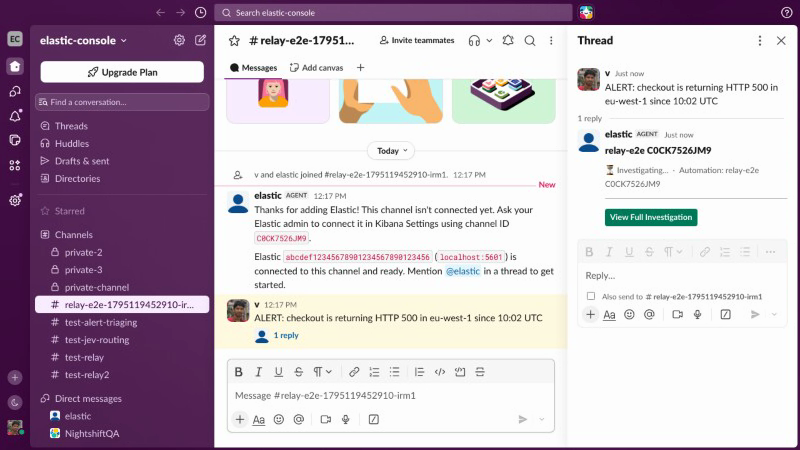 Search elastic-console
EC
elastic-console
Upgrade Plan
Find a conversation...
Threads
Huddles
Drafts & sent
Directories
Starred
Channels
private-2
private-3
private-channel
# relay-e2e-1795119452910-ir...
# test-alert-triaging
# test-jev-routing
# test-relay
# test-relay2
Direct messages
elastic
NightshiftQA
# relay-e2e-17951...
Invite teammates
Messages
Add canvas
Today
v and elastic joined #relay-e2e-1795119452910-irm1. 12:17 PM
New
elastic AGENT 12:17 PM
Thanks for adding Elastic! This channel isn't connected yet. Ask your
Elastic admin to connect it in Kibana Settings using channel ID
C0CK7526JM9.
Elastic abcdef12345678901234567890123456 (localhost:5601) is
connected to this channel and ready. Mention @elastic in a thread to get
started.
v 12:17 PM
ALERT: checkout is returning HTTP 500 in eu-west-1 since 10:02 UTC
1 reply
B I U S
Message #relay-e2e-1795119452910-irm1
Aa
Thread
v Just now
ALERT: checkout is returning HTTP 500 in
eu-west-1 since 10:02 UTC
1 reply
elastic AGENT Just now
relay-e2e C0CK7526JM9
Investigating... · Automation: relay-e2e
C0CK7526JM9
View Full Investigation
B I U S
Reply...
Also send to # relay-e2e-1795119452910-irm1
Aa